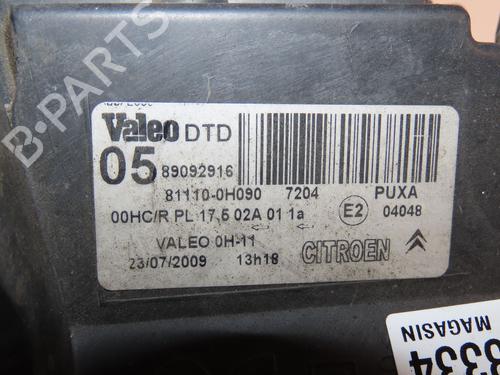 Valeo DTD
05 89092916
81110-0H090 7204 PUXA
00HC/R PL 17,5 02A 01 1a E2 04048
VALEO 0H-11 CITROEN
23/07/2009 13h18
B-PARTS
MAGASIN